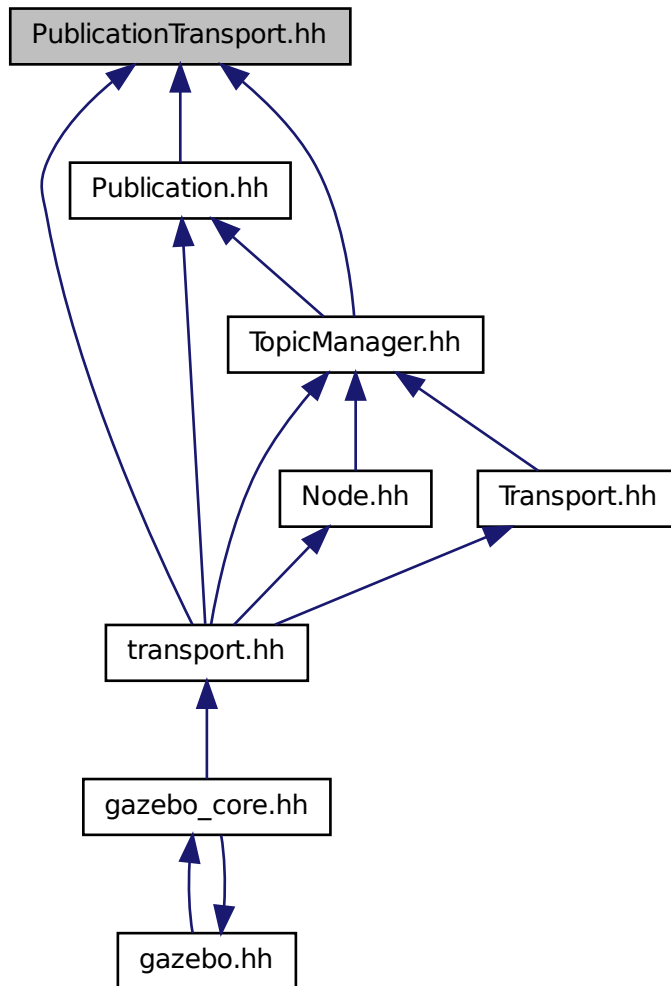 PublicationTransport.hh
Publication.hh
TopicManager.hh
Node.hh
Transport.hh
transport.hh
gazebo_core.hh
gazebo.hh